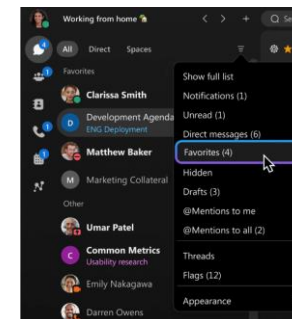 Working from home
Se
All Direct Spaces
Favorites
Clarissa Smith
Development Agenda
ENG Deployment
Matthew Baker
Marketing Collateral
Other
Umar Patel
Common Metrics
Usability research
Emily Nakagawa
Darren Owens
Show full list
Notifications (1)
Unread (1)
Direct messages (6)
Favorites (4)
Hidden
Drafts (3)
@Mentions to me
@Mentions to all (2)
Threads
Flags (12)
Appearance
D
M
C